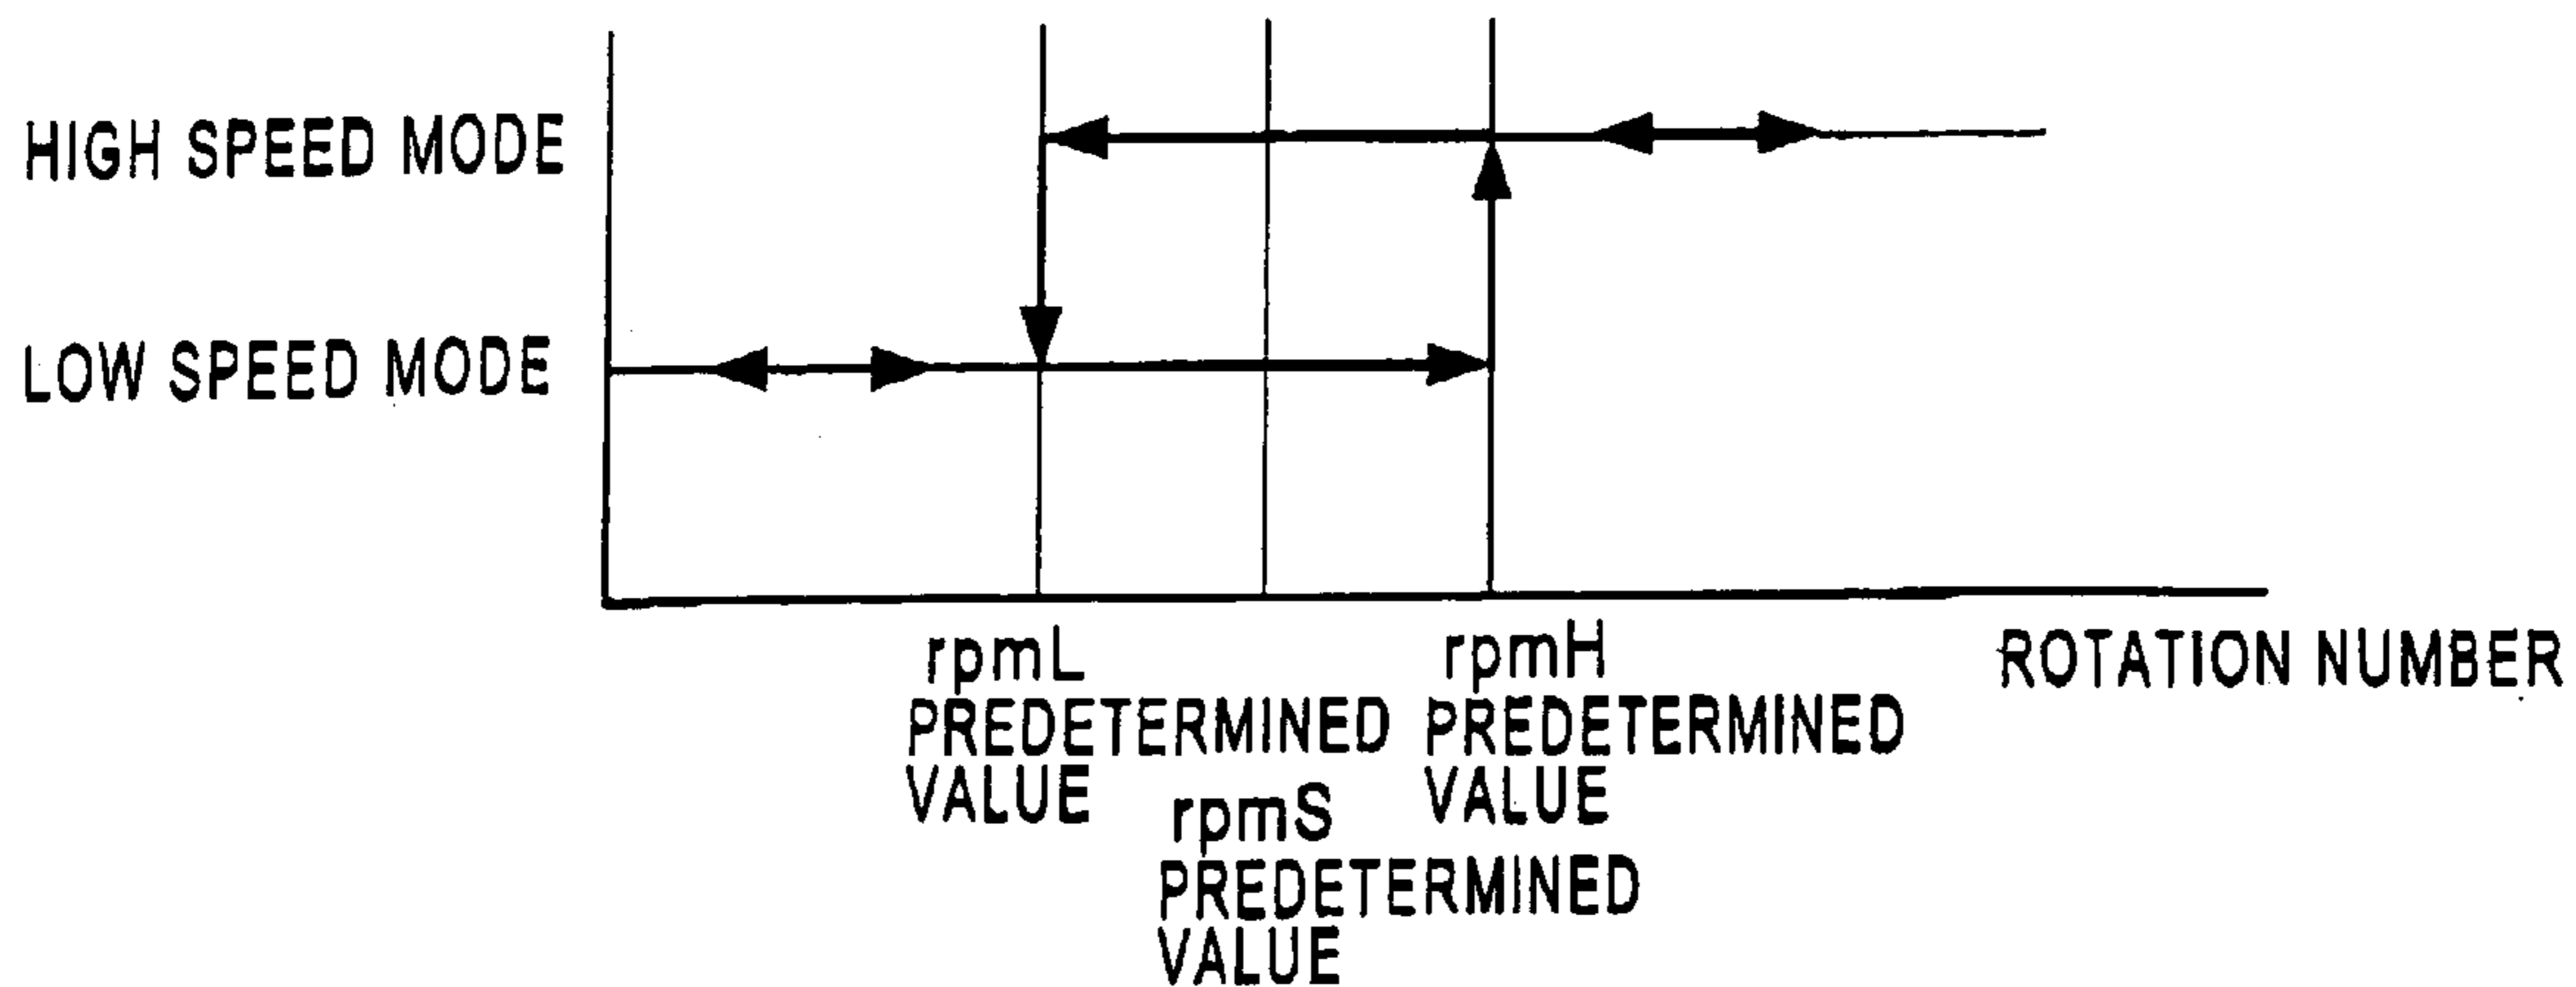 HIGH SPEED MODE
LOW SPEED MODE
rpmL
PREDETERMINED
VALUE
rpmS
PREDETERMINED
VALUE
rpmH
PREDETERMINED
VALUE
ROTATION NUMBER